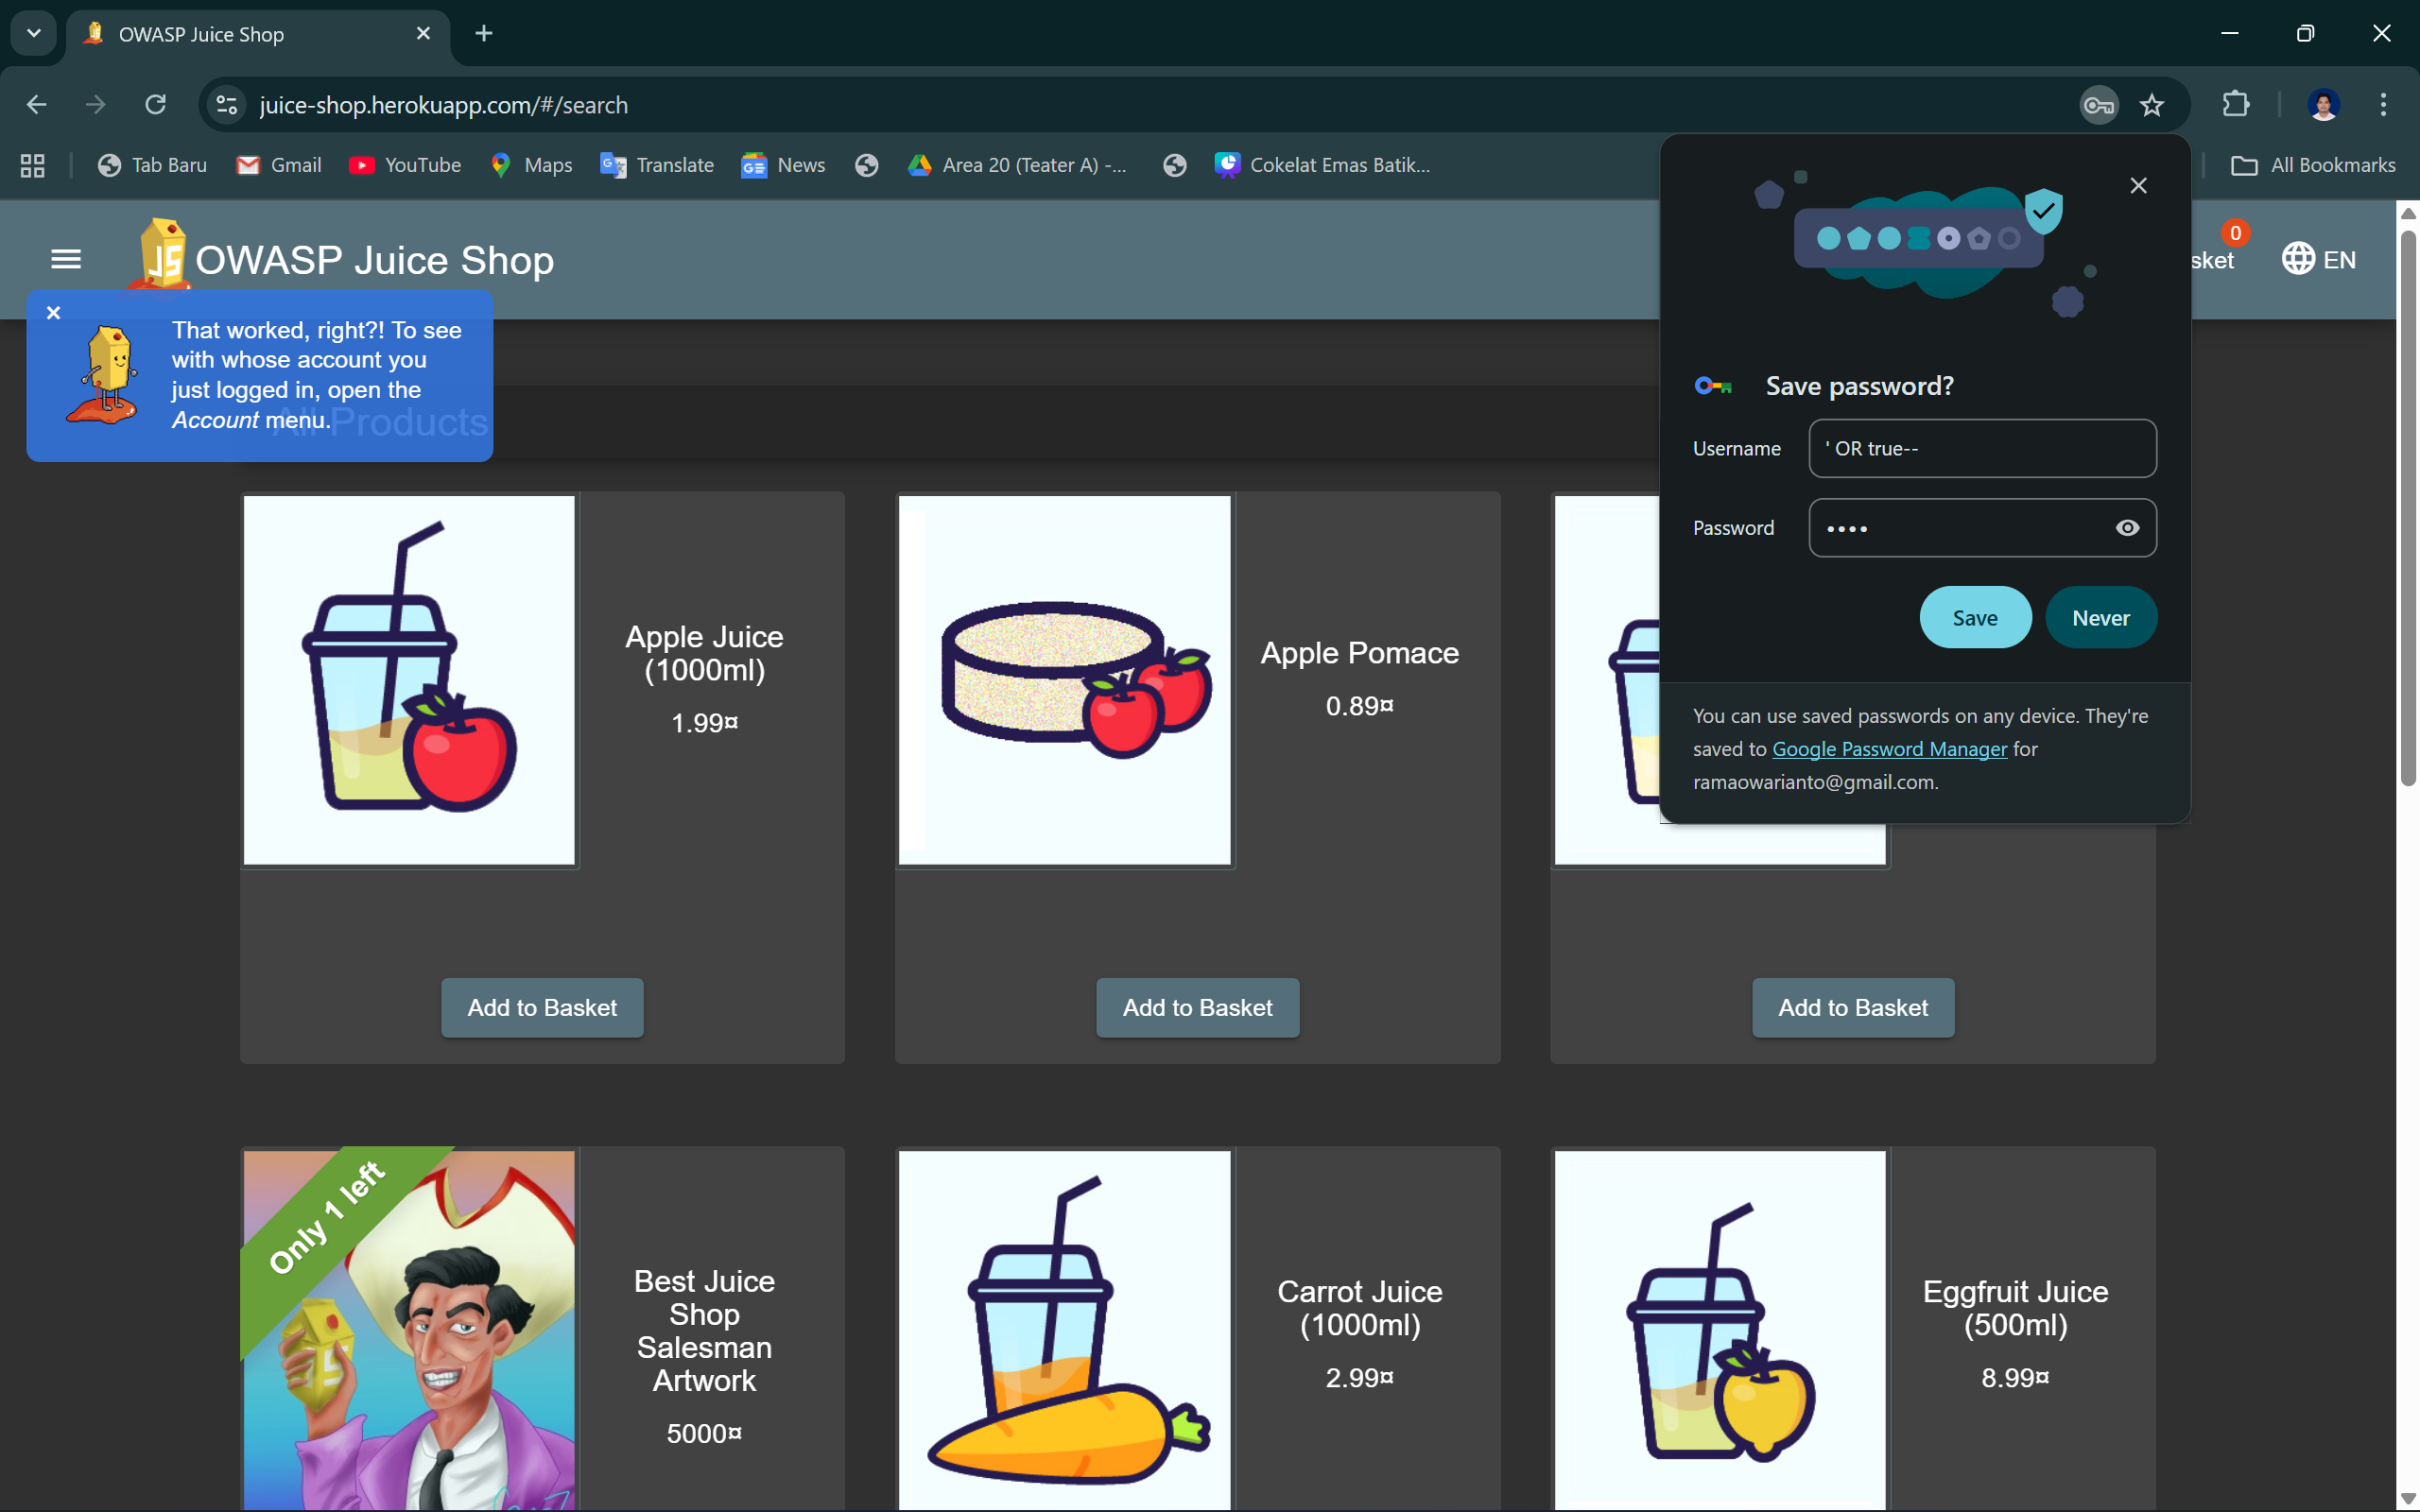 OWASP Juice Shop
juice-shop.herokuapp.com/#/search
Tab Baru
Gmail
YouTube
Maps
Translate
News
Area 20 (Teater A) -...
Cokelat Emas Batik...
All Bookmarks
OWASP Juice Shop
sket
0
EN
That worked, right?! To see
with whose account you
just logged in, open the
Account menu.
All Products
Save password?
Username
' OR true--
Password
••••
Save
Never
You can use saved passwords on any device. They're
saved to Google Password Manager for
ramaowarianto@gmail.com.
Apple Juice
(1000ml)
1.99¤
Add to Basket
Apple Pomace
0.89¤
Add to Basket
Add to Basket
Only 1 left
Best Juice
Shop
Salesman
Artwork
5000¤
Carrot Juice
(1000ml)
2.99¤
Eggfruit Juice
(500ml)
8.99¤